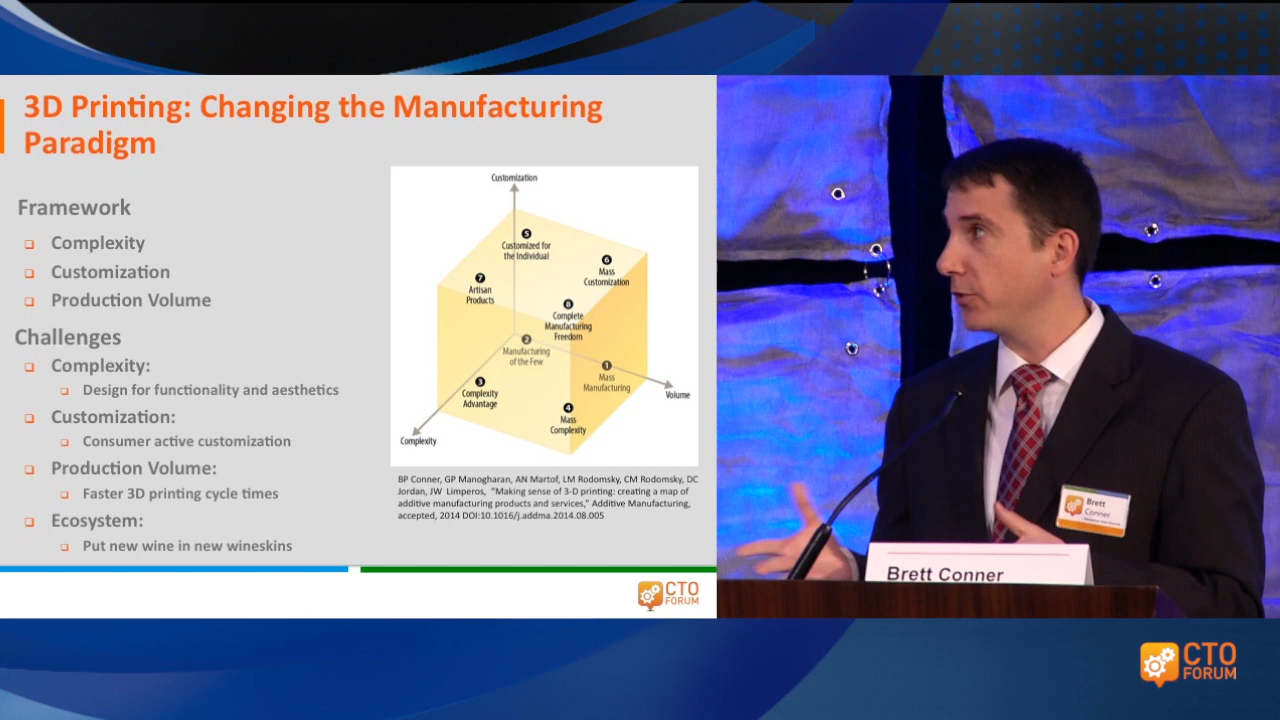 3D Printing: Changing the Manufacturing
Paradigm
Framework
❑ Complexity
❑ Customization
❑ Production Volume
Challenges
❑ Complexity:
❑ Design for functionality and aesthetics
❑ Customization:
❑ Consumer active customization
❑ Production Volume:
❑ Faster 3D printing cycle times
❑ Ecosystem:
❑ Put new wine in new wineskins
Customization
5
Customized for
the Individual
6
Mass
Customization
7
Artisan
Products
8
Complete
Manufacturing
Freedom
2
Manufacturing
of the Few
1
Mass
Manufacturing
3
Complexity
Advantage
4
Mass
Complexity
Volume
Complexity
BP Conner, GP Manogharan, AN Martof, LM Rodomsky, CM Rodomsky, DC
Jordan, JW Limperos, “Making sense of 3-D printing: creating a map of
additive manufacturing products and services,” Additive Manufacturing,
accepted, 2014 DOI:10.1016/j.addma.2014.08.005
CTO
FORUM
Brett
Conner
Brett Conner
CTO
FORUM